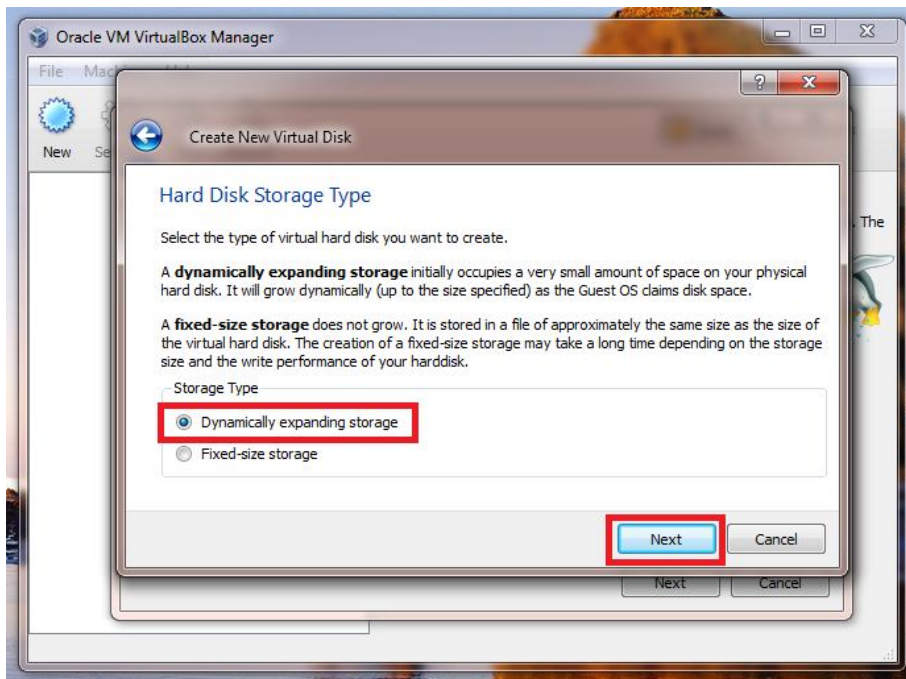 Oracle VM VirtualBox Manager
File
New
Create New Virtual Disk
Hard Disk Storage Type
. The
Select the type of virtual hard disk you want to create.
A dynamically expanding storage initially occupies a very small amount of space on your physical
hard disk. It will grow dynamically (up to the size specified) as the Guest OS claims disk space.
A fixed-size storage does not grow. It is stored in a file of approximately the same size as the size of
the virtual hard disk. The creation of a fixed-size storage may take a long time depending on the storage
size and the write performance of your harddisk.
Storage Type
Dynamically expanding storage
Fixed-size storage
Next Cancel
Next Cancel